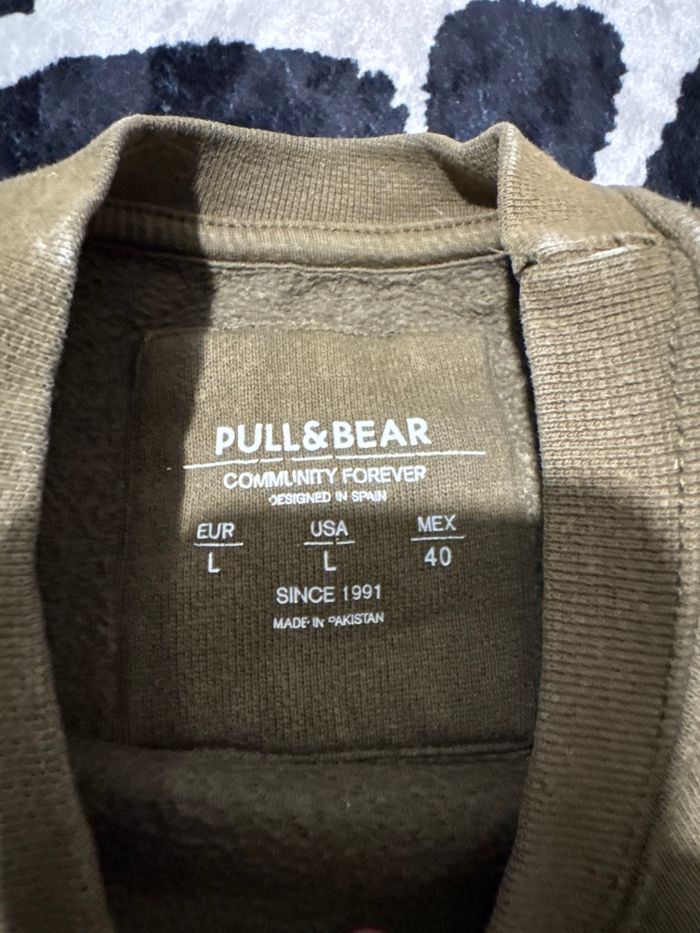 PULL&BEAR
COMMUNITY FOREVER
DESIGNED IN SPAIN
EUR USA MEX
L L 40
SINCE 1991
MADE IN PAKISTAN